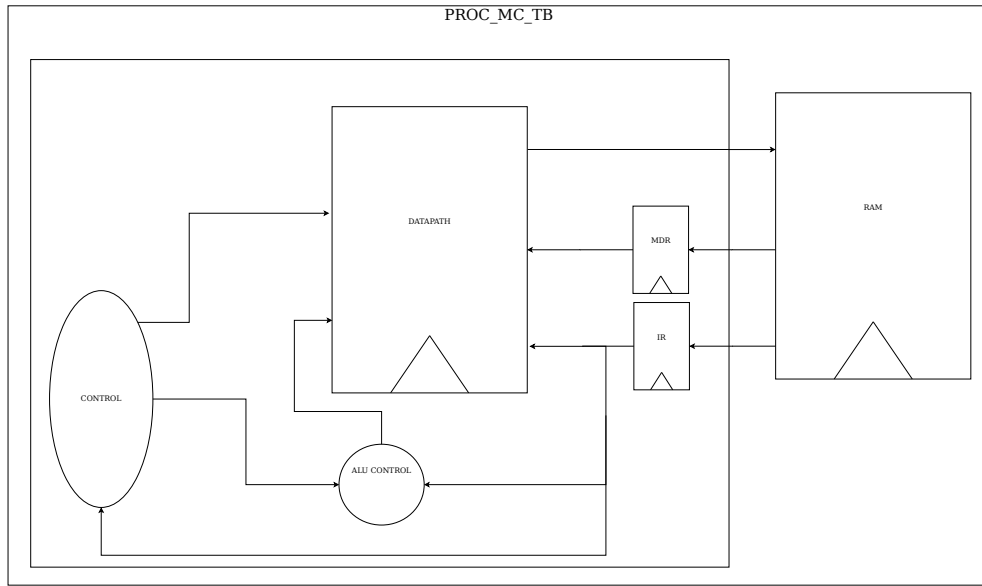 PROC_MC_TB
DATAPATH
RAM
MDR
IR
CONTROL
ALU CONTROL